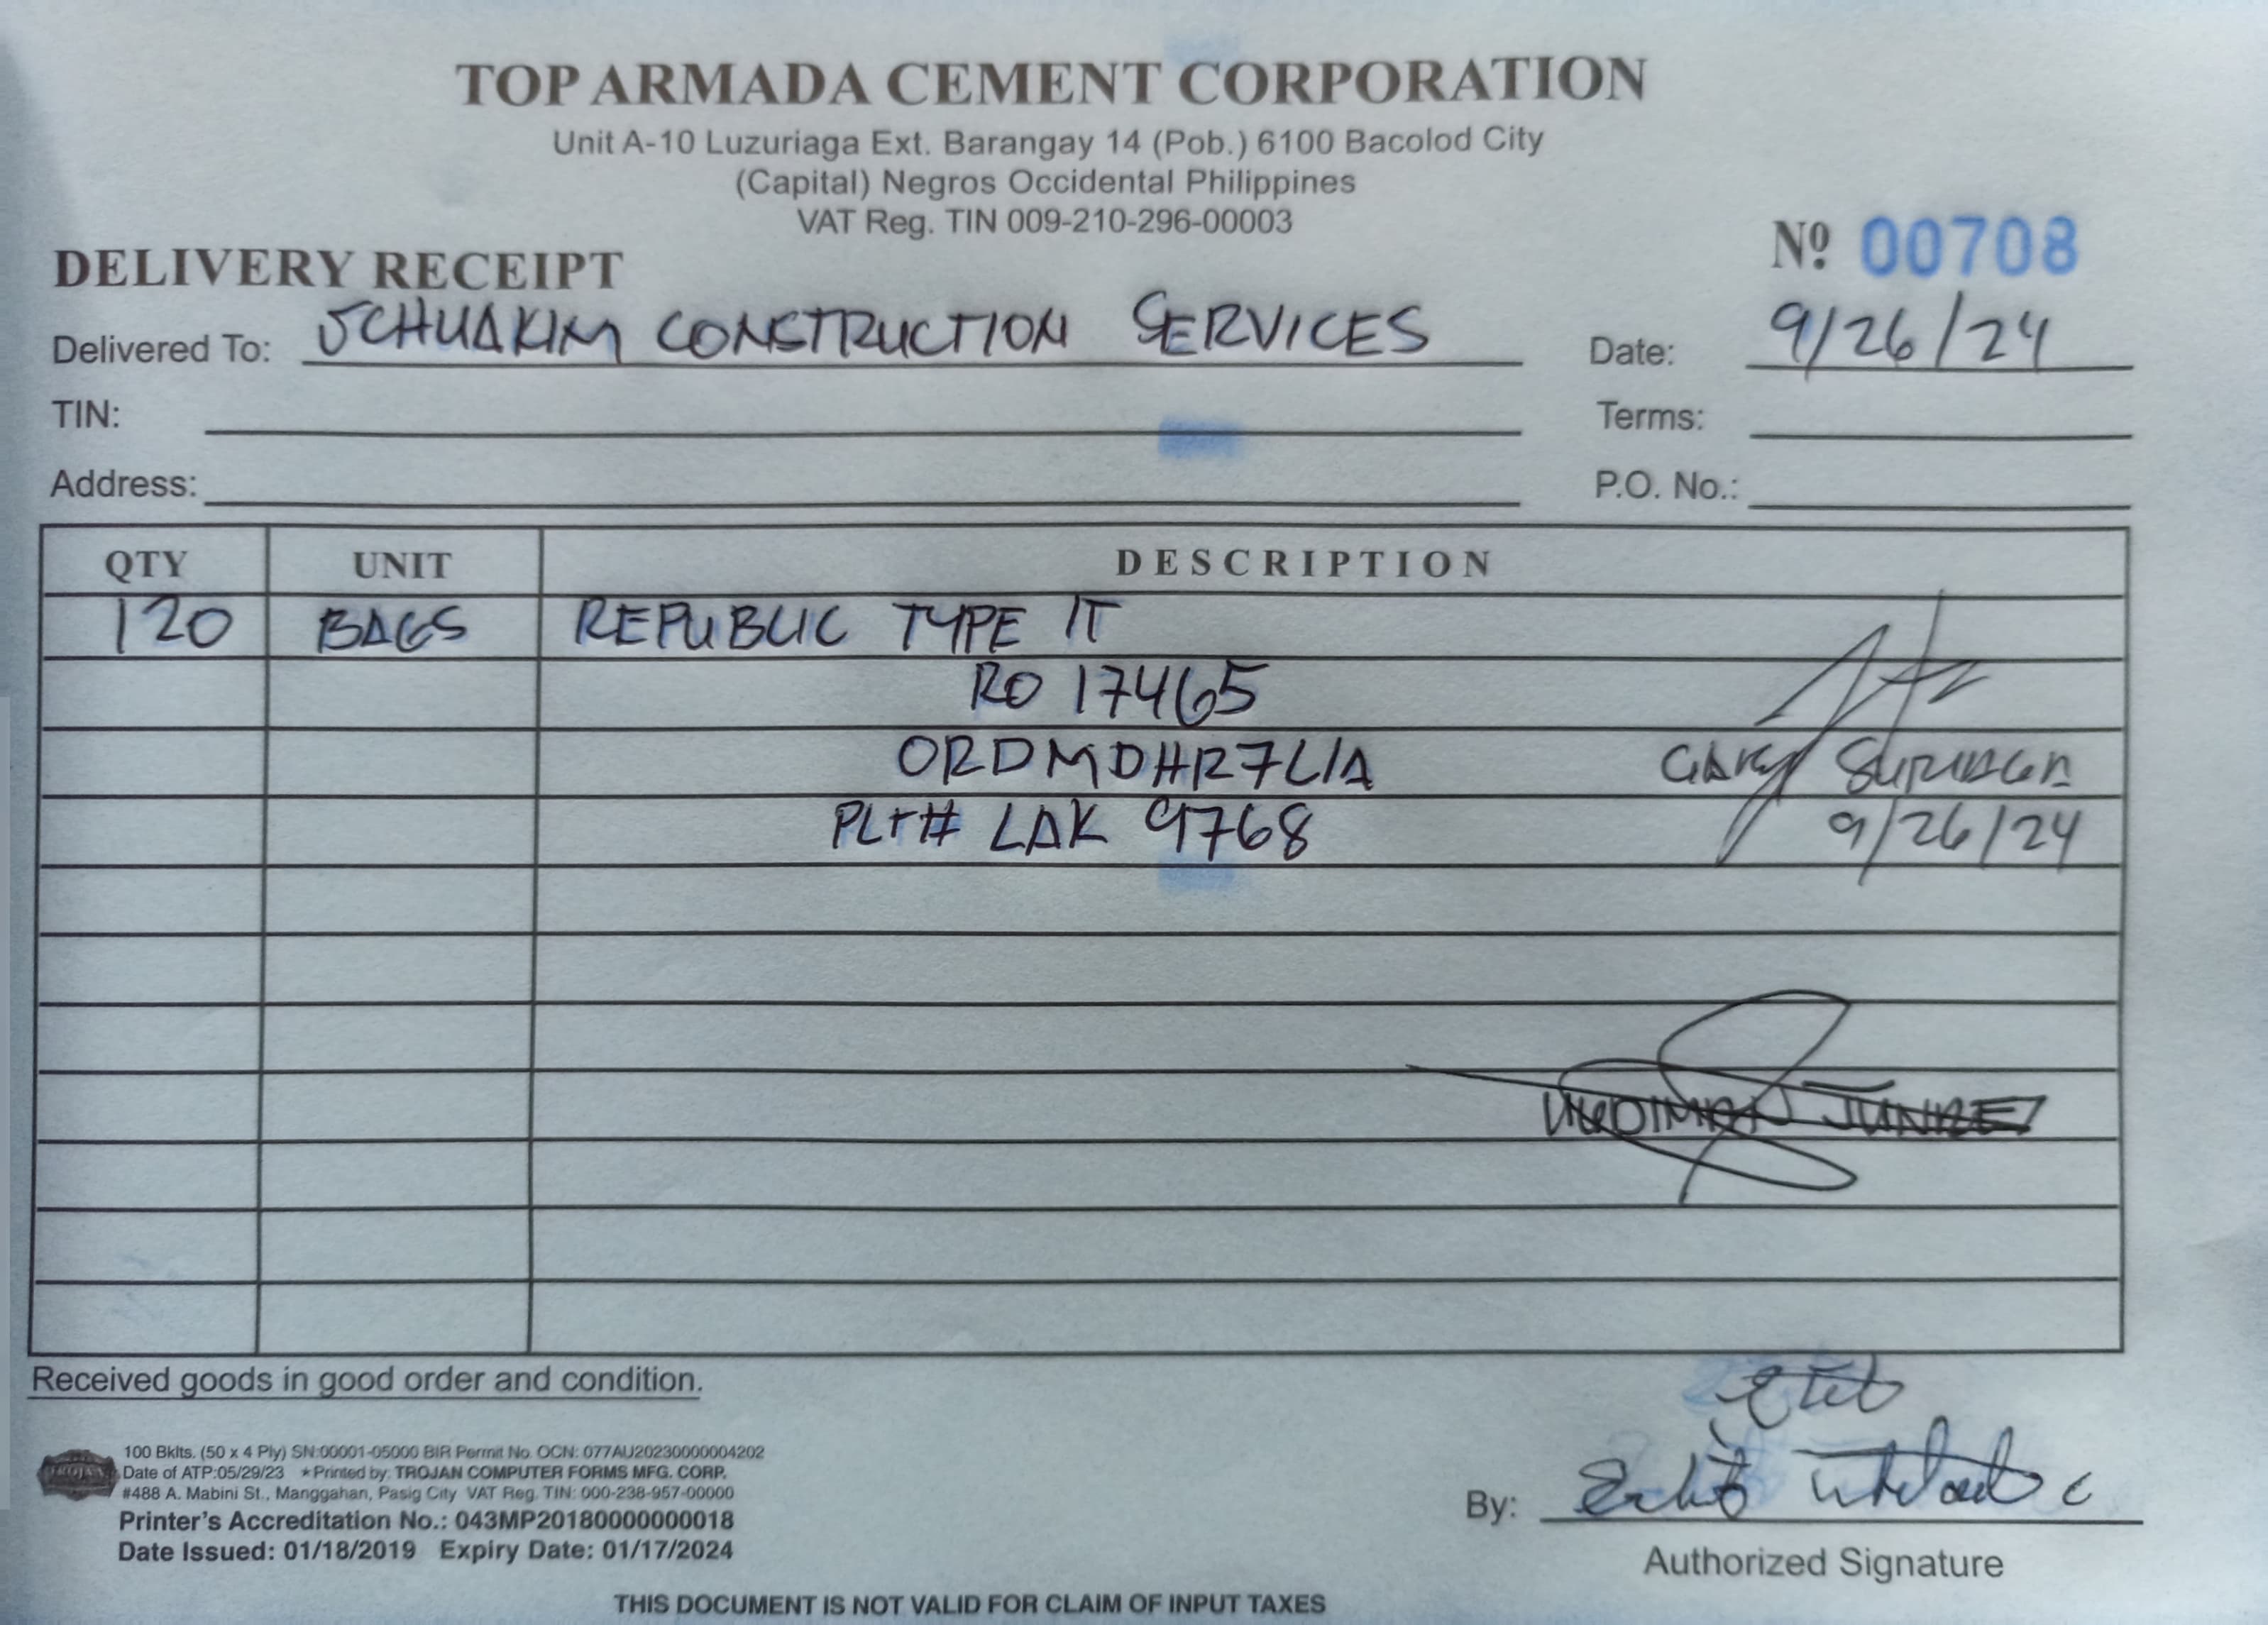 TOP ARMADA CEMENT CORPORATION
Unit A-10 Luzuriaga Ext. Barangay 14 (Pob.) 6100 Bacolod City
(Capital) Negros Occidental Philippines
VAT Reg. TIN 009-210-296-00003
Nº 00708
DELIVERY RECEIPT
Delivered To: JCHUAKIM CONSTRUCTION SERVICES Date: 9/26/24
TIN: Terms:
Address: P.O. No.:
QTY UNIT DESCRIPTION
120 BAGS REPUBLIC TYPE 1T
RO 17465
ORDMDHR7L1A
GARY
PLT# LAK 9768
9/26/24
Received goods in good order and condition.
100 Bklts. (50 x 4 Ply) SN:00001-05000 BIR Permit No. OCN: 077AU20230000004202
Date of ATP:05/29/23 ★Printed by: TROJAN COMPUTER FORMS MFG. CORP.
#488 A. Mabini St., Manggahan, Pasig City VAT Reg. TIN: 000-238-957-00000
Printer's Accreditation No.: 043MP20180000000018
Date Issued: 01/18/2019 Expiry Date: 01/17/2024
By:
Authorized Signature
THIS DOCUMENT IS NOT VALID FOR CLAIM OF INPUT TAXES